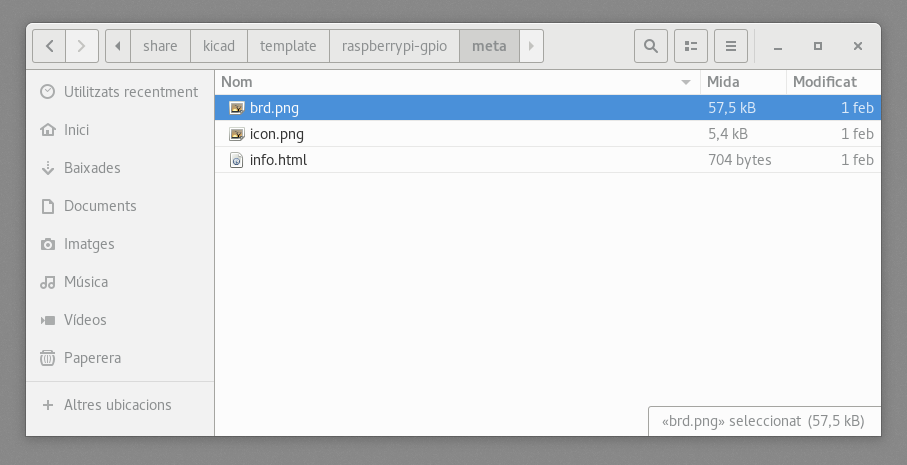 share kicad template raspberrypi-gpio meta
Utilitzats recentment
Inici
Baixades
Documents
Imatges
Música
Vídeos
Paperera
Altres ubicacions
Nom Mida Modificat
brd.png 57,5 kB 1 feb
icon.png 5,4 kB 1 feb
info.html 704 bytes 1 feb
«brd.png» seleccionat (57,5 kB)